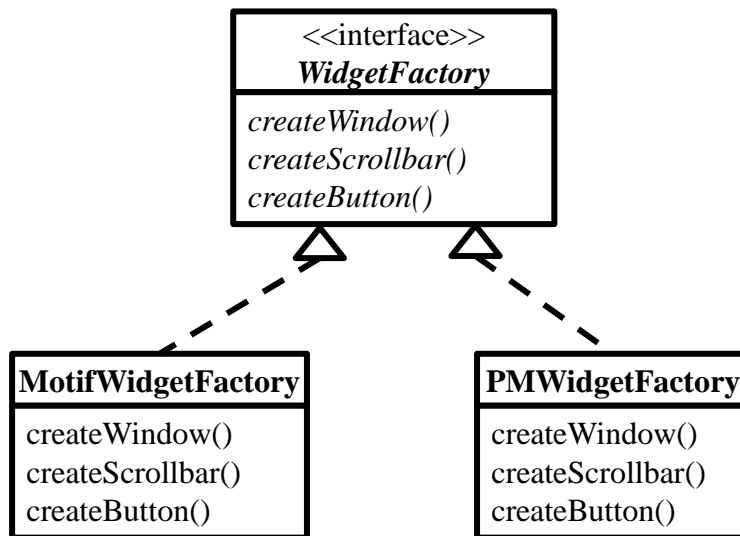 <<interface>>
WidgetFactory
createWindow()
createScrollbar()
createButton()
MotifWidgetFactory
createWindow()
createScrollbar()
createButton()
PMWidgetFactory
createWindow()
createScrollbar()
createButton()